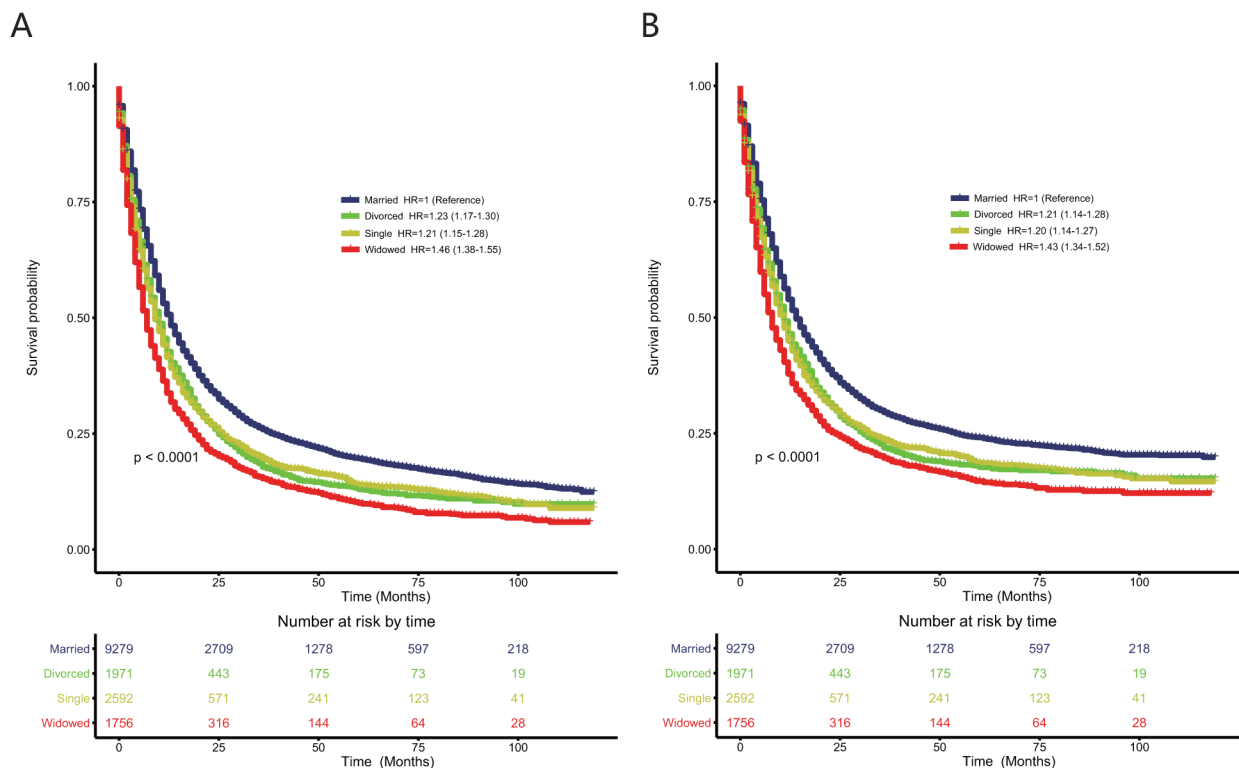 A
Survival probability
1.00
0.75
0.50
0.25
0.00
Married HR=1 (Reference)
Divorced HR=1.23 (1.17-1.30)
Single HR=1.21 (1.15-1.28)
Widowed HR=1.46 (1.38-1.55)
p < 0.0001
0 25 50 75 100
Time (Months)
Number at risk by time
Married 9279 2709 1278 597 218
Divorced 1971 443 175 73 19
Single 2592 571 241 123 41
Widowed 1756 316 144 64 28
0 25 50 75 100
Time (Months)
B
Survival probability
1.00
0.75
0.50
0.25
0.00
Married HR=1 (Reference)
Divorced HR=1.21 (1.14-1.28)
Single HR=1.20 (1.14-1.27)
Widowed HR=1.43 (1.34-1.52)
p < 0.0001
0 25 50 75 100
Time (Months)
Number at risk by time
Married 9279 2709 1278 597 218
Divorced 1971 443 175 73 19
Single 2592 571 241 123 41
Widowed 1756 316 144 64 28
0 25 50 75 100
Time (Months)